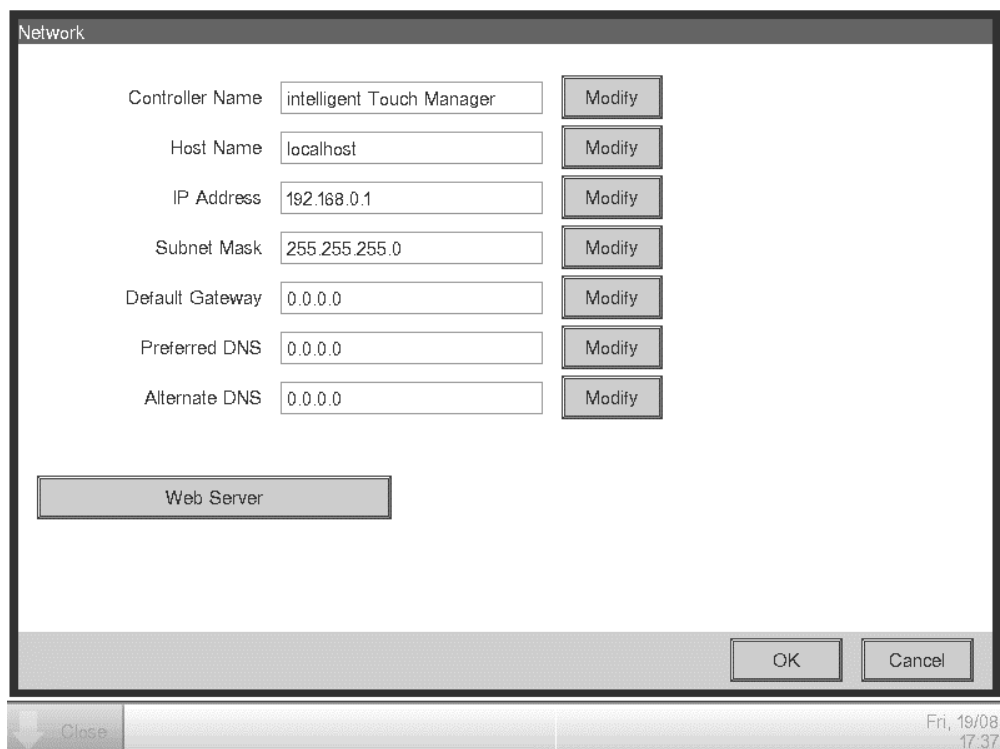 Network
Controller Name intelligent Touch Manager Modify
Host Name localhost Modify
IP Address 192.168.0.1 Modify
Subnet Mask 255.255.255.0 Modify
Default Gateway 0.0.0.0 Modify
Preferred DNS 0.0.0.0 Modify
Alternate DNS 0.0.0.0 Modify
Web Server
OK Cancel
Close Fri, 19/08
17:37